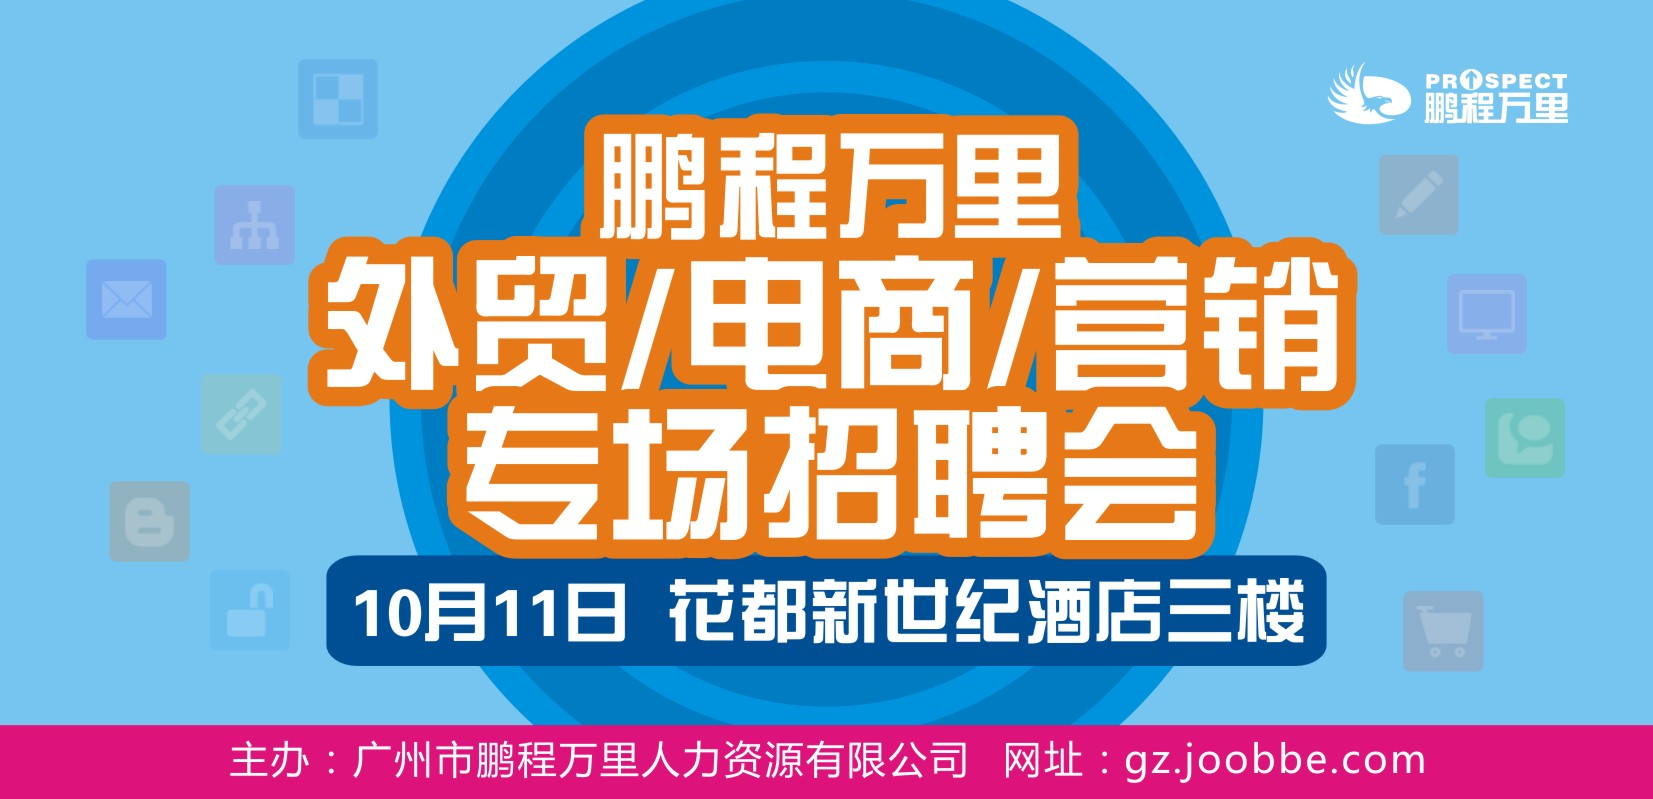 PROSPECT
鹏程万里
鹏程万里
外贸/电商/营销
专场招聘会
10月11日 花都新世纪酒店三楼
主办：广州市鹏程万里人力资源有限公司 网址：gz.joobbe.com